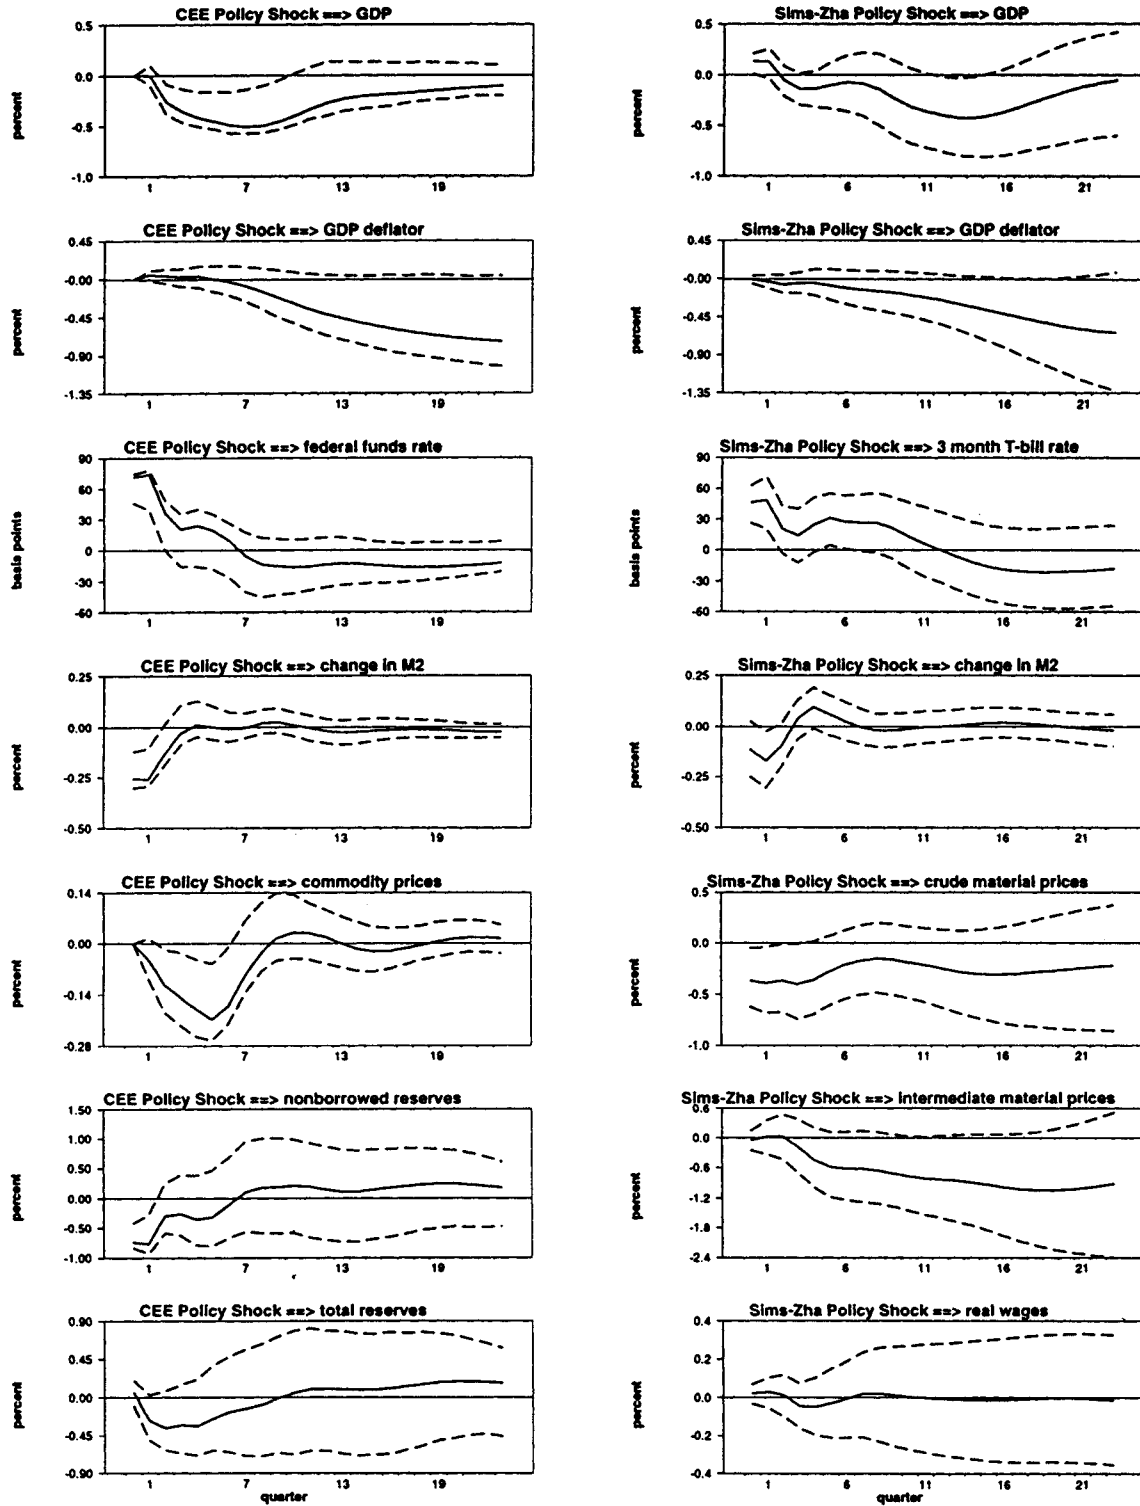 CEE Policy Shock ==> GDP
0.5
0.0
-0.5
-1.0
percent
1 7 13 19
Sims-Zha Policy Shock ==> GDP
0.5
0.0
-0.5
-1.0
percent
1 6 11 16 21
CEE Policy Shock ==> GDP deflator
0.45
-0.00
-0.45
-0.90
-1.35
percent
1 7 13 19
Sims-Zha Policy Shock ==> GDP deflator
0.45
-0.00
-0.45
-0.90
-1.35
percent
1 6 11 16 21
CEE Policy Shock ==> federal funds rate
90
60
30
0
-30
-60
basis points
1 7 13 19
Sims-Zha Policy Shock ==> 3 month T-bill rate
90
60
30
0
-30
-60
basis points
1 6 11 16 21
CEE Policy Shock ==> change in M2
0.25
0.00
-0.25
-0.50
percent
1 7 13 19
Sims-Zha Policy Shock ==> change in M2
0.25
0.00
-0.25
-0.50
percent
1 6 11 16 21
CEE Policy Shock ==> commodity prices
0.14
0.00
-0.14
-0.28
percent
1 7 13 19
Sims-Zha Policy Shock ==> crude material prices
0.5
0.0
-0.5
-1.0
percent
1 6 11 16 21
CEE Policy Shock ==> nonborrowed reserves
1.50
1.00
0.50
0.00
-0.50
-1.00
percent
1 7 13 19
Sims-Zha Policy Shock ==> intermediate material prices
0.6
0.0
-0.6
-1.2
-1.8
-2.4
percent
1 6 11 16 21
CEE Policy Shock ==> total reserves
0.90
0.45
0.00
-0.45
-0.90
percent
1 7 13 19
quarter
Sims-Zha Policy Shock ==> real wages
0.4
0.2
0.0
-0.2
-0.4
percent
1 6 11 16 21
quarter